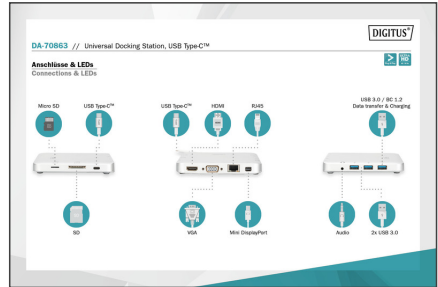 DIGITUS®
DA-70863 // Universal Docking Station, USB Type-C™
Anschlüsse & LEDs
Connections & LEDs
Micro SD
USB Type-C™
SD
USB Type-C™
HDMI
RJ45
VGA
Mini DisplayPort
USB 3.0 / BC 1.2
Data transfer & Charging
Audio
2x USB 3.0